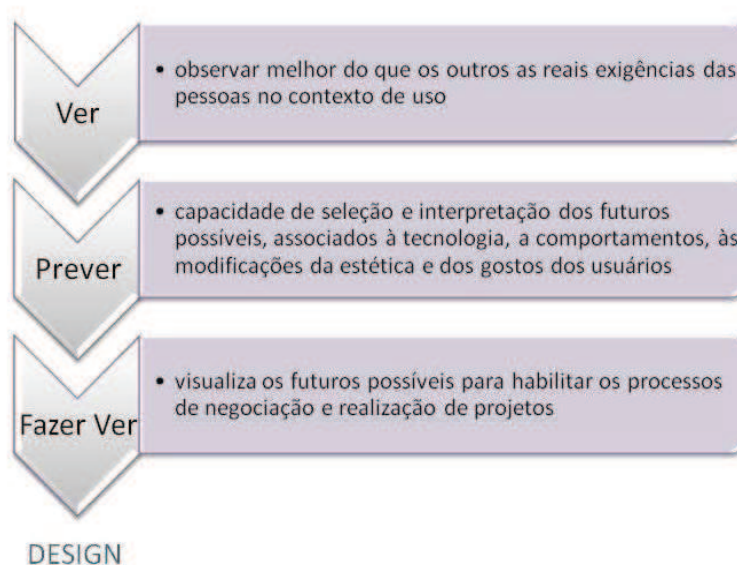 Ver
• observar melhor do que os outros as reais exigências das
pessoas no contexto de uso
Prever
• capacidade de seleção e interpretação dos futuros
possíveis, associados à tecnologia, a comportamentos, às
modificações da estética e dos gostos dos usuários
Fazer Ver
• visualiza os futuros possíveis para habilitar os processos
de negociação e realização de projetos
DESIGN